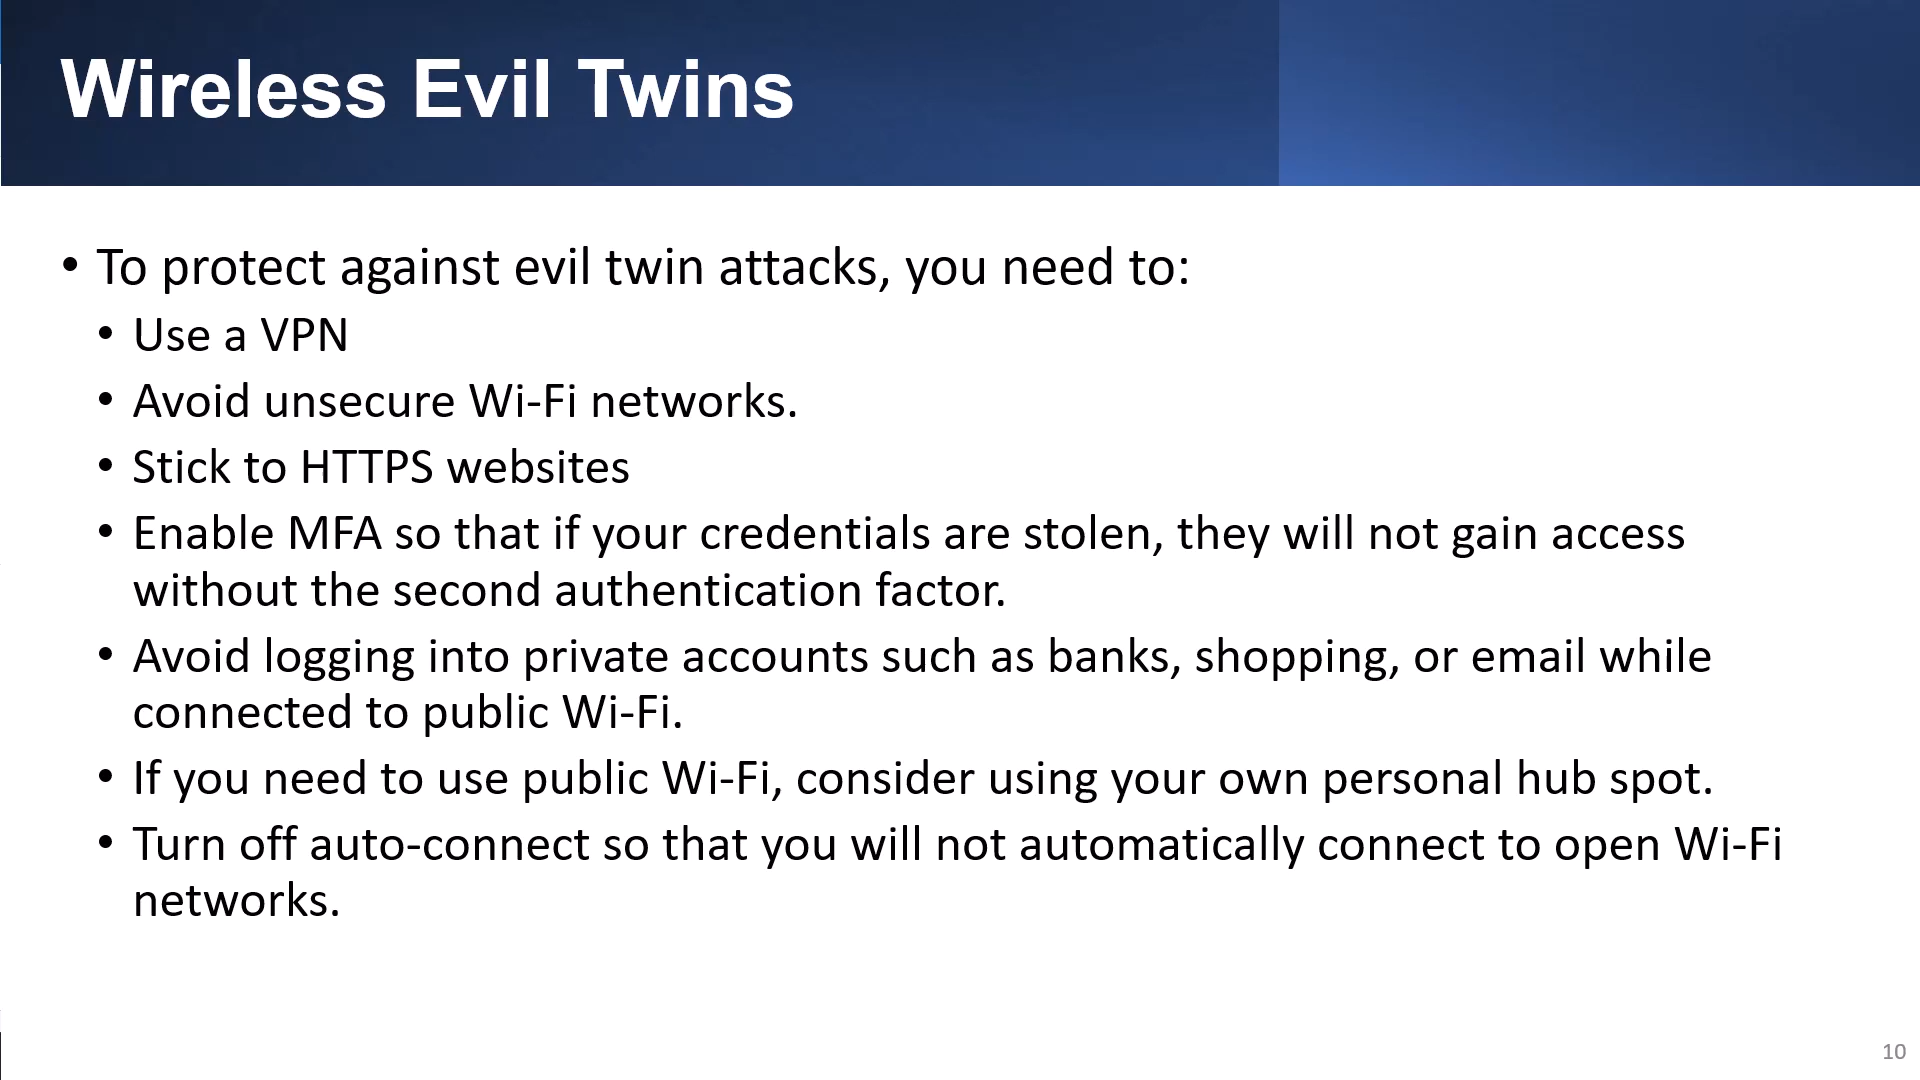 Wireless Evil Twins
• To protect against evil twin attacks, you need to:
• Use a VPN
• Avoid unsecure Wi-Fi networks.
• Stick to HTTPS websites
• Enable MFA so that if your credentials are stolen, they will not gain access
without the second authentication factor.
• Avoid logging into private accounts such as banks, shopping, or email while
connected to public Wi-Fi.
• If you need to use public Wi-Fi, consider using your own personal hub spot.
• Turn off auto-connect so that you will not automatically connect to open Wi-Fi
networks.
10